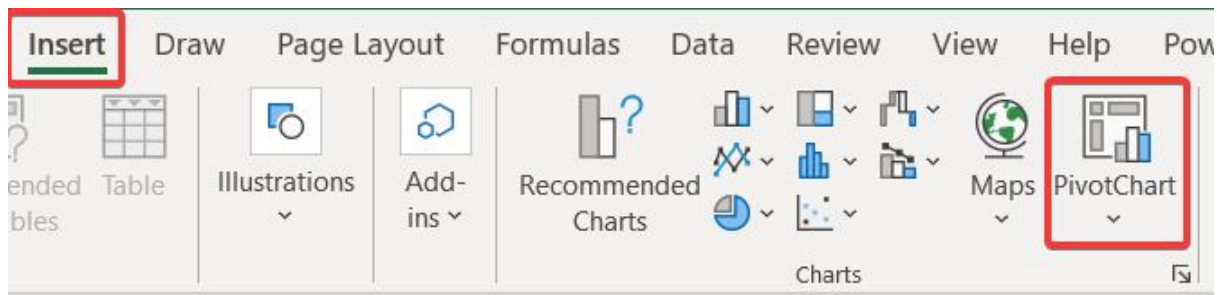 Insert Draw Page Layout Formulas Data Review View Help Pow
ended Table Illustrations Add- Recommended Maps PivotChart
bles ins Charts
Charts